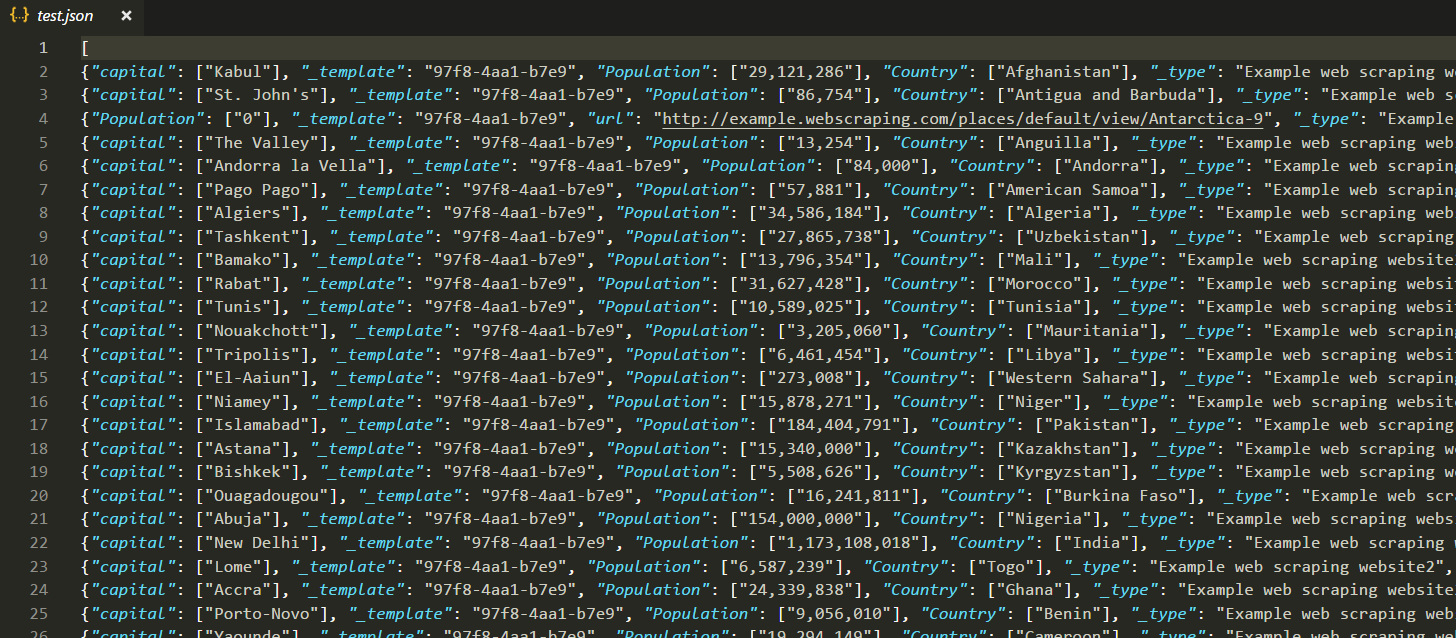 {..} test.json ×
1 [
2 {"capital": ["Kabul"], "_template": "97f8-4aa1-b7e9", "Population": ["29,121,286"], "Country": ["Afghanistan"], "_type": "Example web scraping w
3 {"capital": ["St. John's"], "_template": "97f8-4aa1-b7e9", "Population": ["86,754"], "Country": ["Antigua and Barbuda"], "_type": "Example web s
4 {"Population": ["0"], "_template": "97f8-4aa1-b7e9", "url": "http://example.webscraping.com/places/default/view/Antarctica-9", "_type": "Example
5 {"capital": ["The Valley"], "_template": "97f8-4aa1-b7e9", "Population": ["13,254"], "Country": ["Anguilla"], "_type": "Example web scraping web
6 {"capital": ["Andorra la Vella"], "_template": "97f8-4aa1-b7e9", "Population": ["84,000"], "Country": ["Andorra"], "_type": "Example web scraping
7 {"capital": ["Pago Pago"], "_template": "97f8-4aa1-b7e9", "Population": ["57,881"], "Country": ["American Samoa"], "_type": "Example web scraping
8 {"capital": ["Algiers"], "_template": "97f8-4aa1-b7e9", "Population": ["34,586,184"], "Country": ["Algeria"], "_type": "Example web scraping web
9 {"capital": ["Tashkent"], "_template": "97f8-4aa1-b7e9", "Population": ["27,865,738"], "Country": ["Uzbekistan"], "_type": "Example web scraping
10 {"capital": ["Bamako"], "_template": "97f8-4aa1-b7e9", "Population": ["13,796,354"], "Country": ["Mali"], "_type": "Example web scraping website
11 {"capital": ["Rabat"], "_template": "97f8-4aa1-b7e9", "Population": ["31,627,428"], "Country": ["Morocco"], "_type": "Example web scraping websi
12 {"capital": ["Tunis"], "_template": "97f8-4aa1-b7e9", "Population": ["10,589,025"], "Country": ["Tunisia"], "_type": "Example web scraping websi
13 {"capital": ["Nouakchott"], "_template": "97f8-4aa1-b7e9", "Population": ["3,205,060"], "Country": ["Mauritania"], "_type": "Example web scraping
14 {"capital": ["Tripolis"], "_template": "97f8-4aa1-b7e9", "Population": ["6,461,454"], "Country": ["Libya"], "_type": "Example web scraping websi
15 {"capital": ["El-Aaiun"], "_template": "97f8-4aa1-b7e9", "Population": ["273,008"], "Country": ["Western Sahara"], "_type": "Example web scraping
16 {"capital": ["Niamey"], "_template": "97f8-4aa1-b7e9", "Population": ["15,878,271"], "Country": ["Niger"], "_type": "Example web scraping website
17 {"capital": ["Islamabad"], "_template": "97f8-4aa1-b7e9", "Population": ["184,404,791"], "Country": ["Pakistan"], "_type": "Example web scraping
18 {"capital": ["Astana"], "_template": "97f8-4aa1-b7e9", "Population": ["15,340,000"], "Country": ["Kazakhstan"], "_type": "Example web scraping we
19 {"capital": ["Bishkek"], "_template": "97f8-4aa1-b7e9", "Population": ["5,508,626"], "Country": ["Kyrgyzstan"], "_type": "Example web scraping we
20 {"capital": ["Ouagadougou"], "_template": "97f8-4aa1-b7e9", "Population": ["16,241,811"], "Country": ["Burkina Faso"], "_type": "Example web scr
21 {"capital": ["Abuja"], "_template": "97f8-4aa1-b7e9", "Population": ["154,000,000"], "Country": ["Nigeria"], "_type": "Example web scraping webs
22 {"capital": ["New Delhi"], "_template": "97f8-4aa1-b7e9", "Population": ["1,173,108,018"], "Country": ["India"], "_type": "Example web scraping w
23 {"capital": ["Lome"], "_template": "97f8-4aa1-b7e9", "Population": ["6,587,239"], "Country": ["Togo"], "_type": "Example web scraping website2",
24 {"capital": ["Accra"], "_template": "97f8-4aa1-b7e9", "Population": ["24,339,838"], "Country": ["Ghana"], "_type": "Example web scraping website
25 {"capital": ["Porto-Novo"], "_template": "97f8-4aa1-b7e9", "Population": ["9,056,010"], "Country": ["Benin"], "_type": "Example web scraping web
26 {"capital": ["Yaounde"], "_template": "97f8-4aa1-b7e9", "Population": ["19,294,149"], "Country": ["Cameroon"], "_type": "Example web scraping